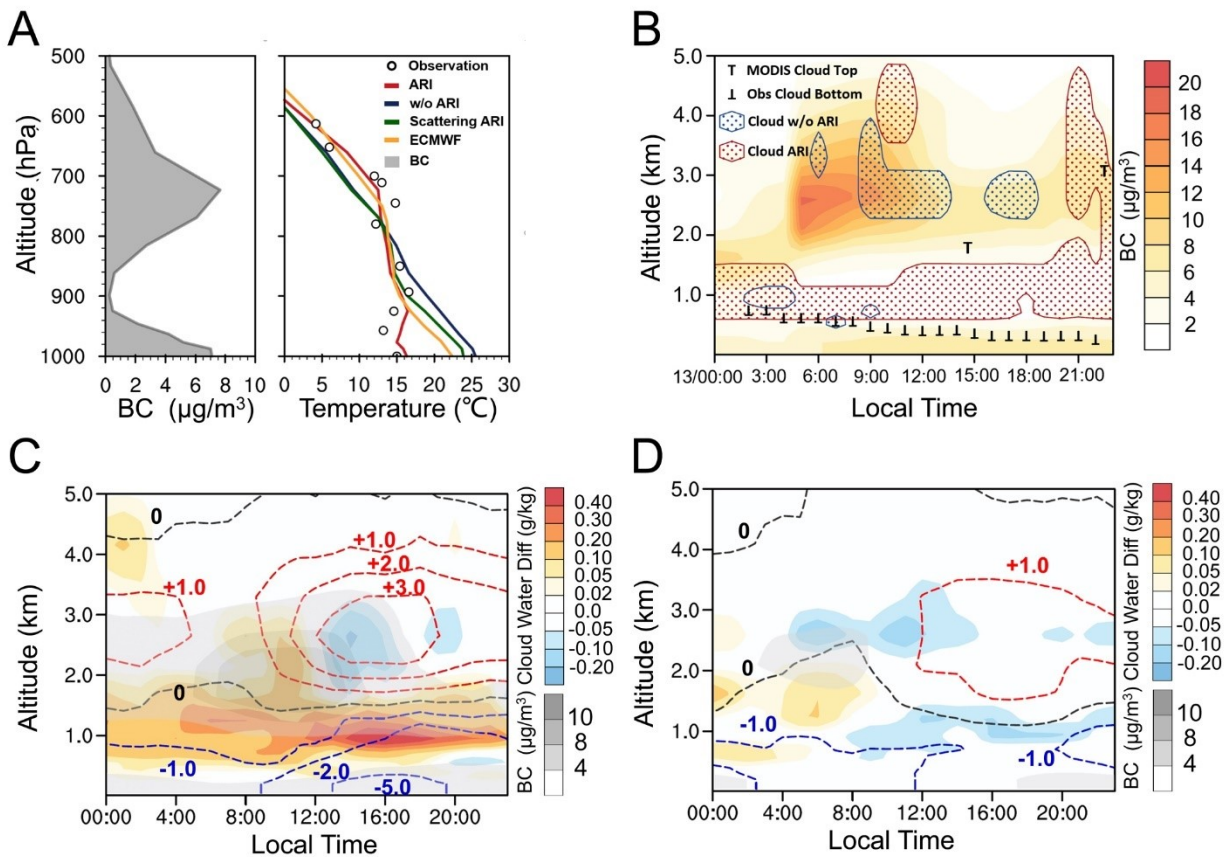 A
500
600
700
800
900
1000
Altitude (hPa)
0 2 4 6 8 10
BC (μg/m³)
Observation
ARI
w/o ARI
Scattering ARI
ECMWF
BC
0 5 10 15 20 25 30
Temperature (℃)
B
5.0
4.0
3.0
2.0
1.0
Altitude (km)
T MODIS Cloud Top
Obs Cloud Bottom
Cloud w/o ARI
Cloud ARI
T
T
13/00:00 3:00 6:00 9:00 12:00 15:00 18:00 21:00
Local Time
20
18
16
14
12
10
8
6
4
2
BC (μg/m³)
C
5.0
4.0
3.0
2.0
1.0
Altitude (km)
0
+1.0
+1.0
+2.0
+3.0
0
-1.0
-2.0
-5.0
00:00 4:00 8:00 12:00 16:00 20:00
Local Time
0.40
0.30
0.20
0.10
0.05
0.02
0.0
-0.05
-0.10
-0.20
Cloud Water Diff (g/kg)
10
8
4
BC (μg/m³)
D
5.0
4.0
3.0
2.0
1.0
Altitude (km)
0
+1.0
0
-1.0
-1.0
00:00 4:00 8:00 12:00 16:00 20:00
Local Time
0.40
0.30
0.20
0.10
0.05
0.02
0.0
-0.05
-0.10
-0.20
Cloud Water Diff (g/kg)
10
8
4
BC (μg/m³)